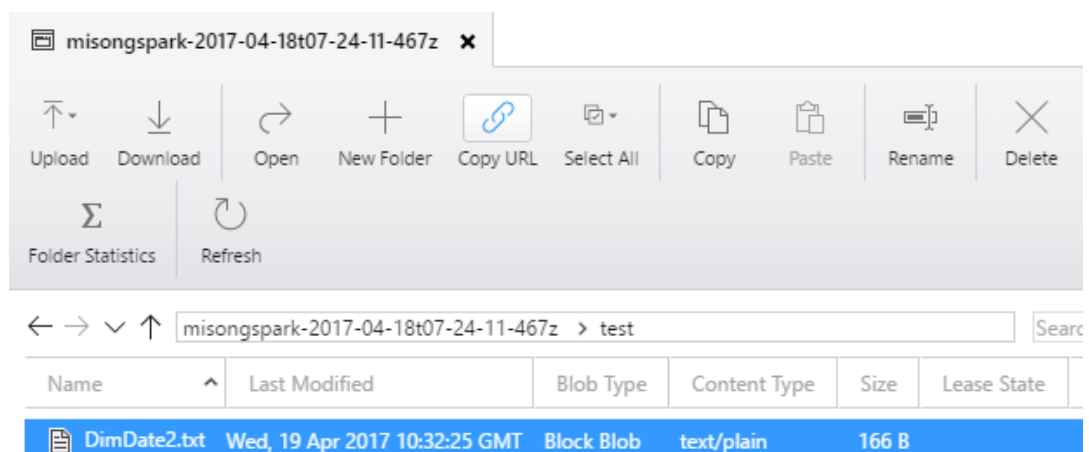 misongspark-2017-04-18t07-24-11-467z
Upload Download Open New Folder Copy URL Select All Copy Paste Rename Delete
Folder Statistics Refresh
misongspark-2017-04-18t07-24-11-467z > test
Name Last Modified Blob Type Content Type Size Lease State
DimDate2.txt Wed, 19 Apr 2017 10:32:25 GMT Block Blob text/plain 166 B